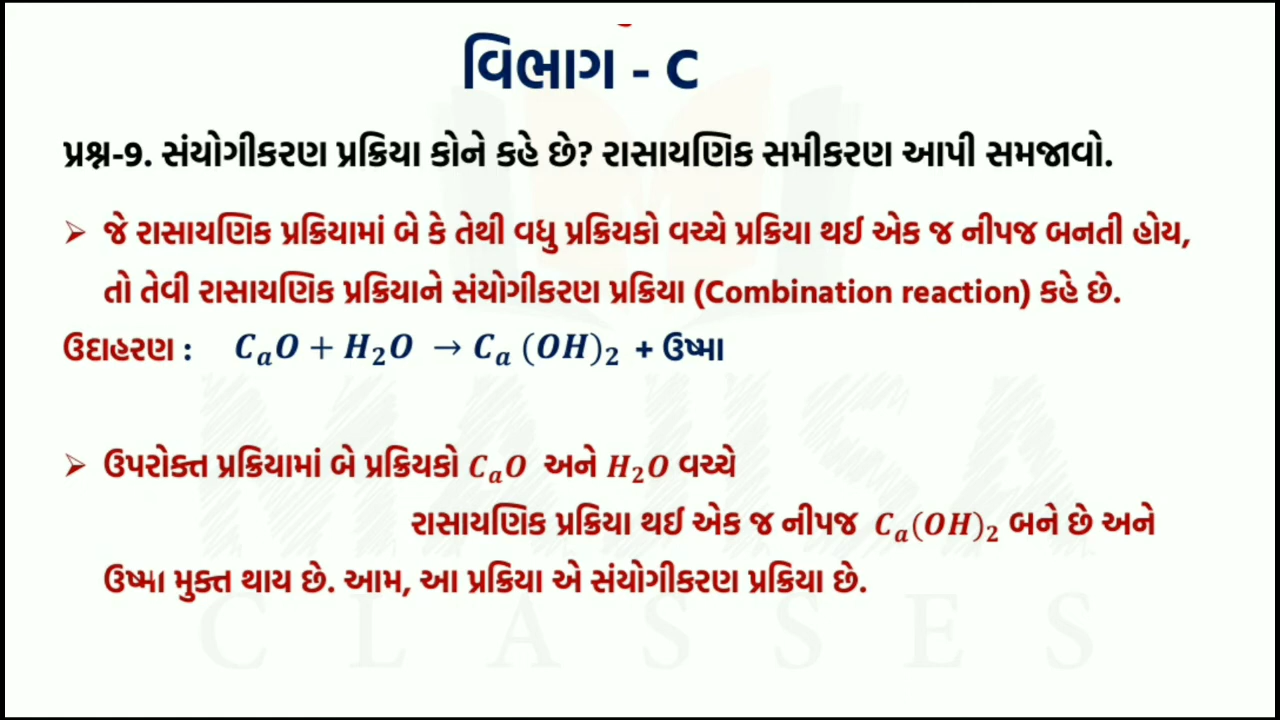 વિભાગ - C
પ્રશ્ન-9. સંયોગીકરણ પ્રક્રિયા કોને કહે છે? રાસાયણિક સમીકરણ આપી સમજાવો.
➢ જે રાસાયણિક પ્રક્રિયામાં બે કે તેથી વધુ પ્રક્રિયકો વચ્ચે પ્રક્રિયા થઈ એક જ નીપજ બનતી હોય,
તો તેવી રાસાયણિક પ્રક્રિયાને સંયોગીકરણ પ્રક્રિયા (Combination reaction) કહે છે.
ઉદાહરણ : CₐO + H₂O → Cₐ (OH)₂ + ઉષ્મા
➢ ઉપરોક્ત પ્રક્રિયામાં બે પ્રક્રિયકો CₐO અને H₂O વચ્ચે
રાસાયણિક પ્રક્રિયા થઈ એક જ નીપજ Cₐ(OH)₂ બને છે અને
ઉષ્મા મુક્ત થાય છે. આમ, આ પ્રક્રિયા એ સંયોગીકરણ પ્રક્રિયા છે.
CLASSES